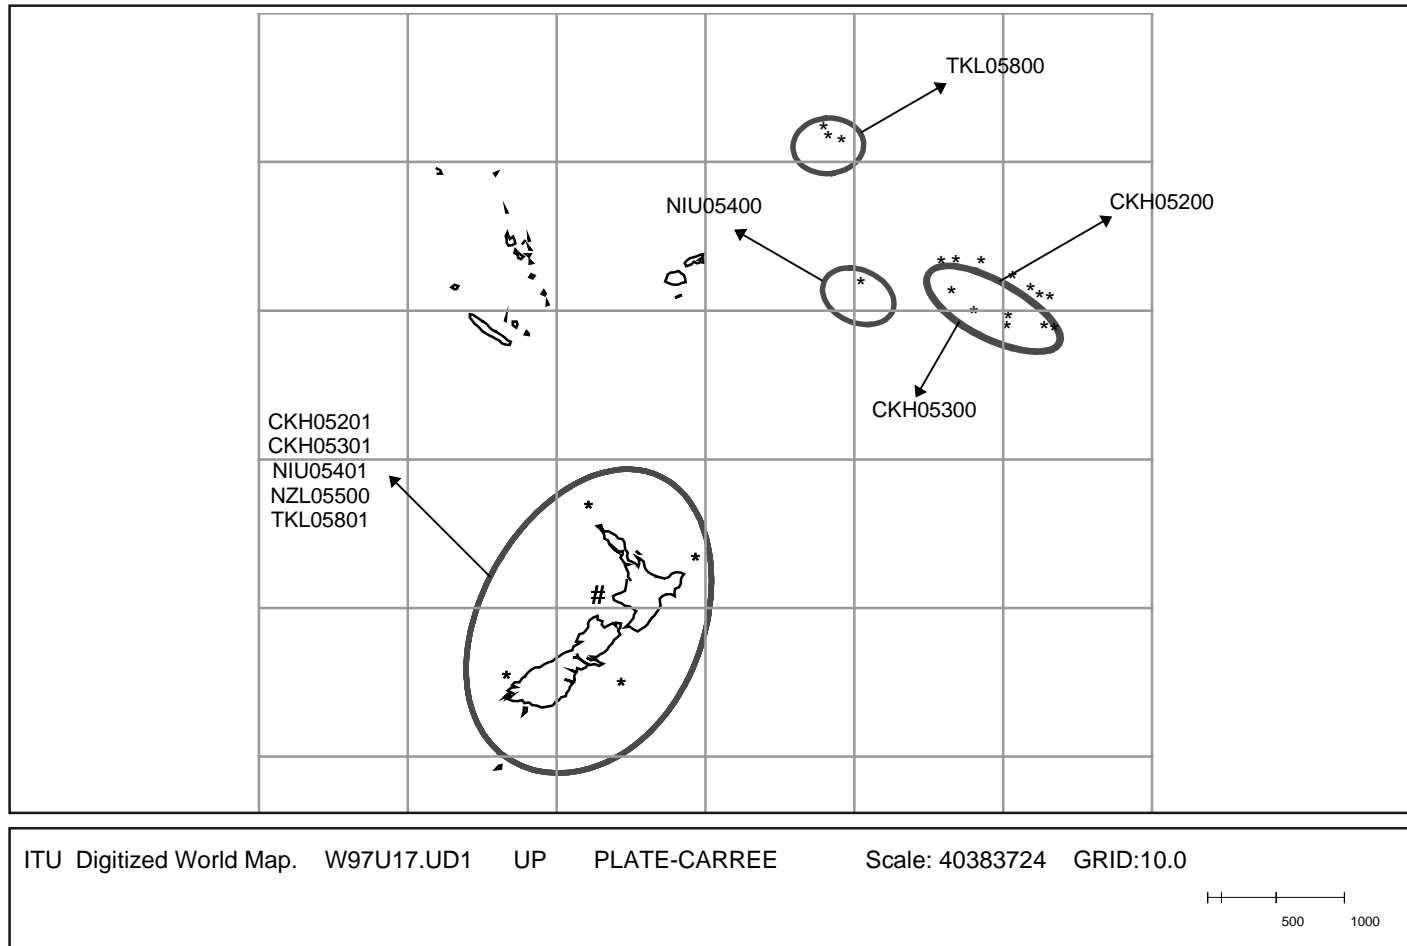 TKL05800
CKH05200
NIU05400
CKH05300
CKH05201
CKH05301
NIU05401
NZL05500
TKL05801
#
ITU Digitized World Map. W97U17.UD1 UP PLATE-CARREE Scale: 40383724 GRID:10.0
500 1000